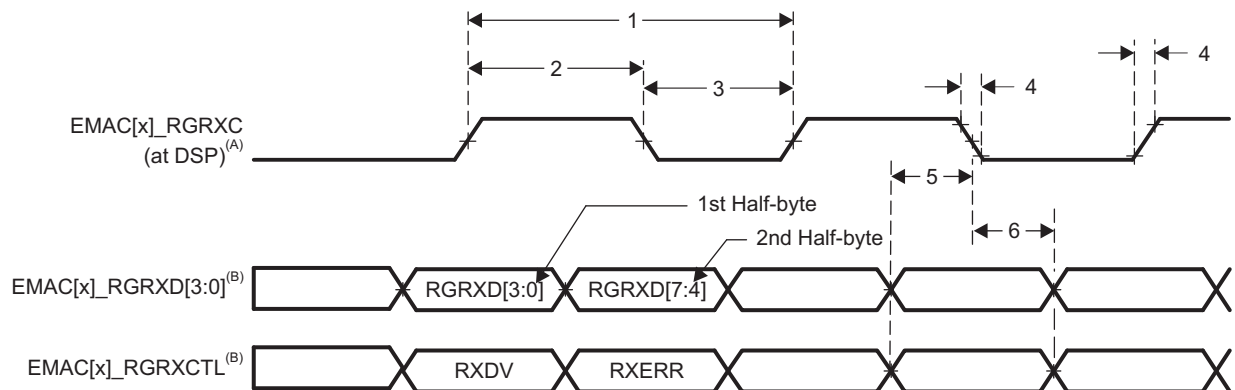 1
2
3
4
4
EMAC[x]_RGRXC
(at DSP)(A)
5
1st Half-byte
2nd Half-byte
6
EMAC[x]_RGRXD[3:0](B)
RGRXD[3:0]
RGRXD[7:4]
EMAC[x]_RGRXCTL(B)
RXDV
RXERR